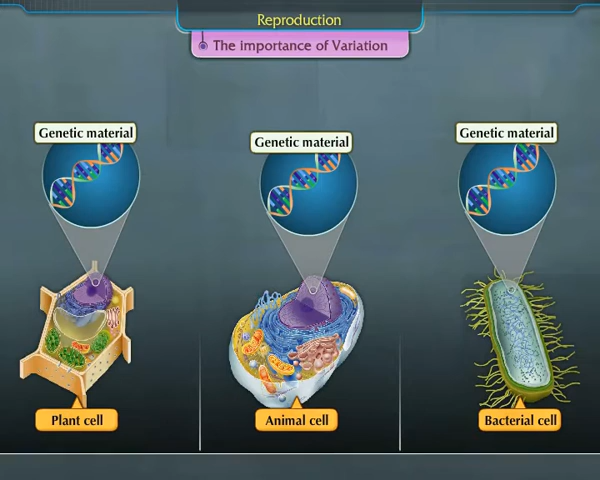 Reproduction
The importance of Variation
Genetic material
Genetic material
Genetic material
Plant cell
Animal cell
Bacterial cell